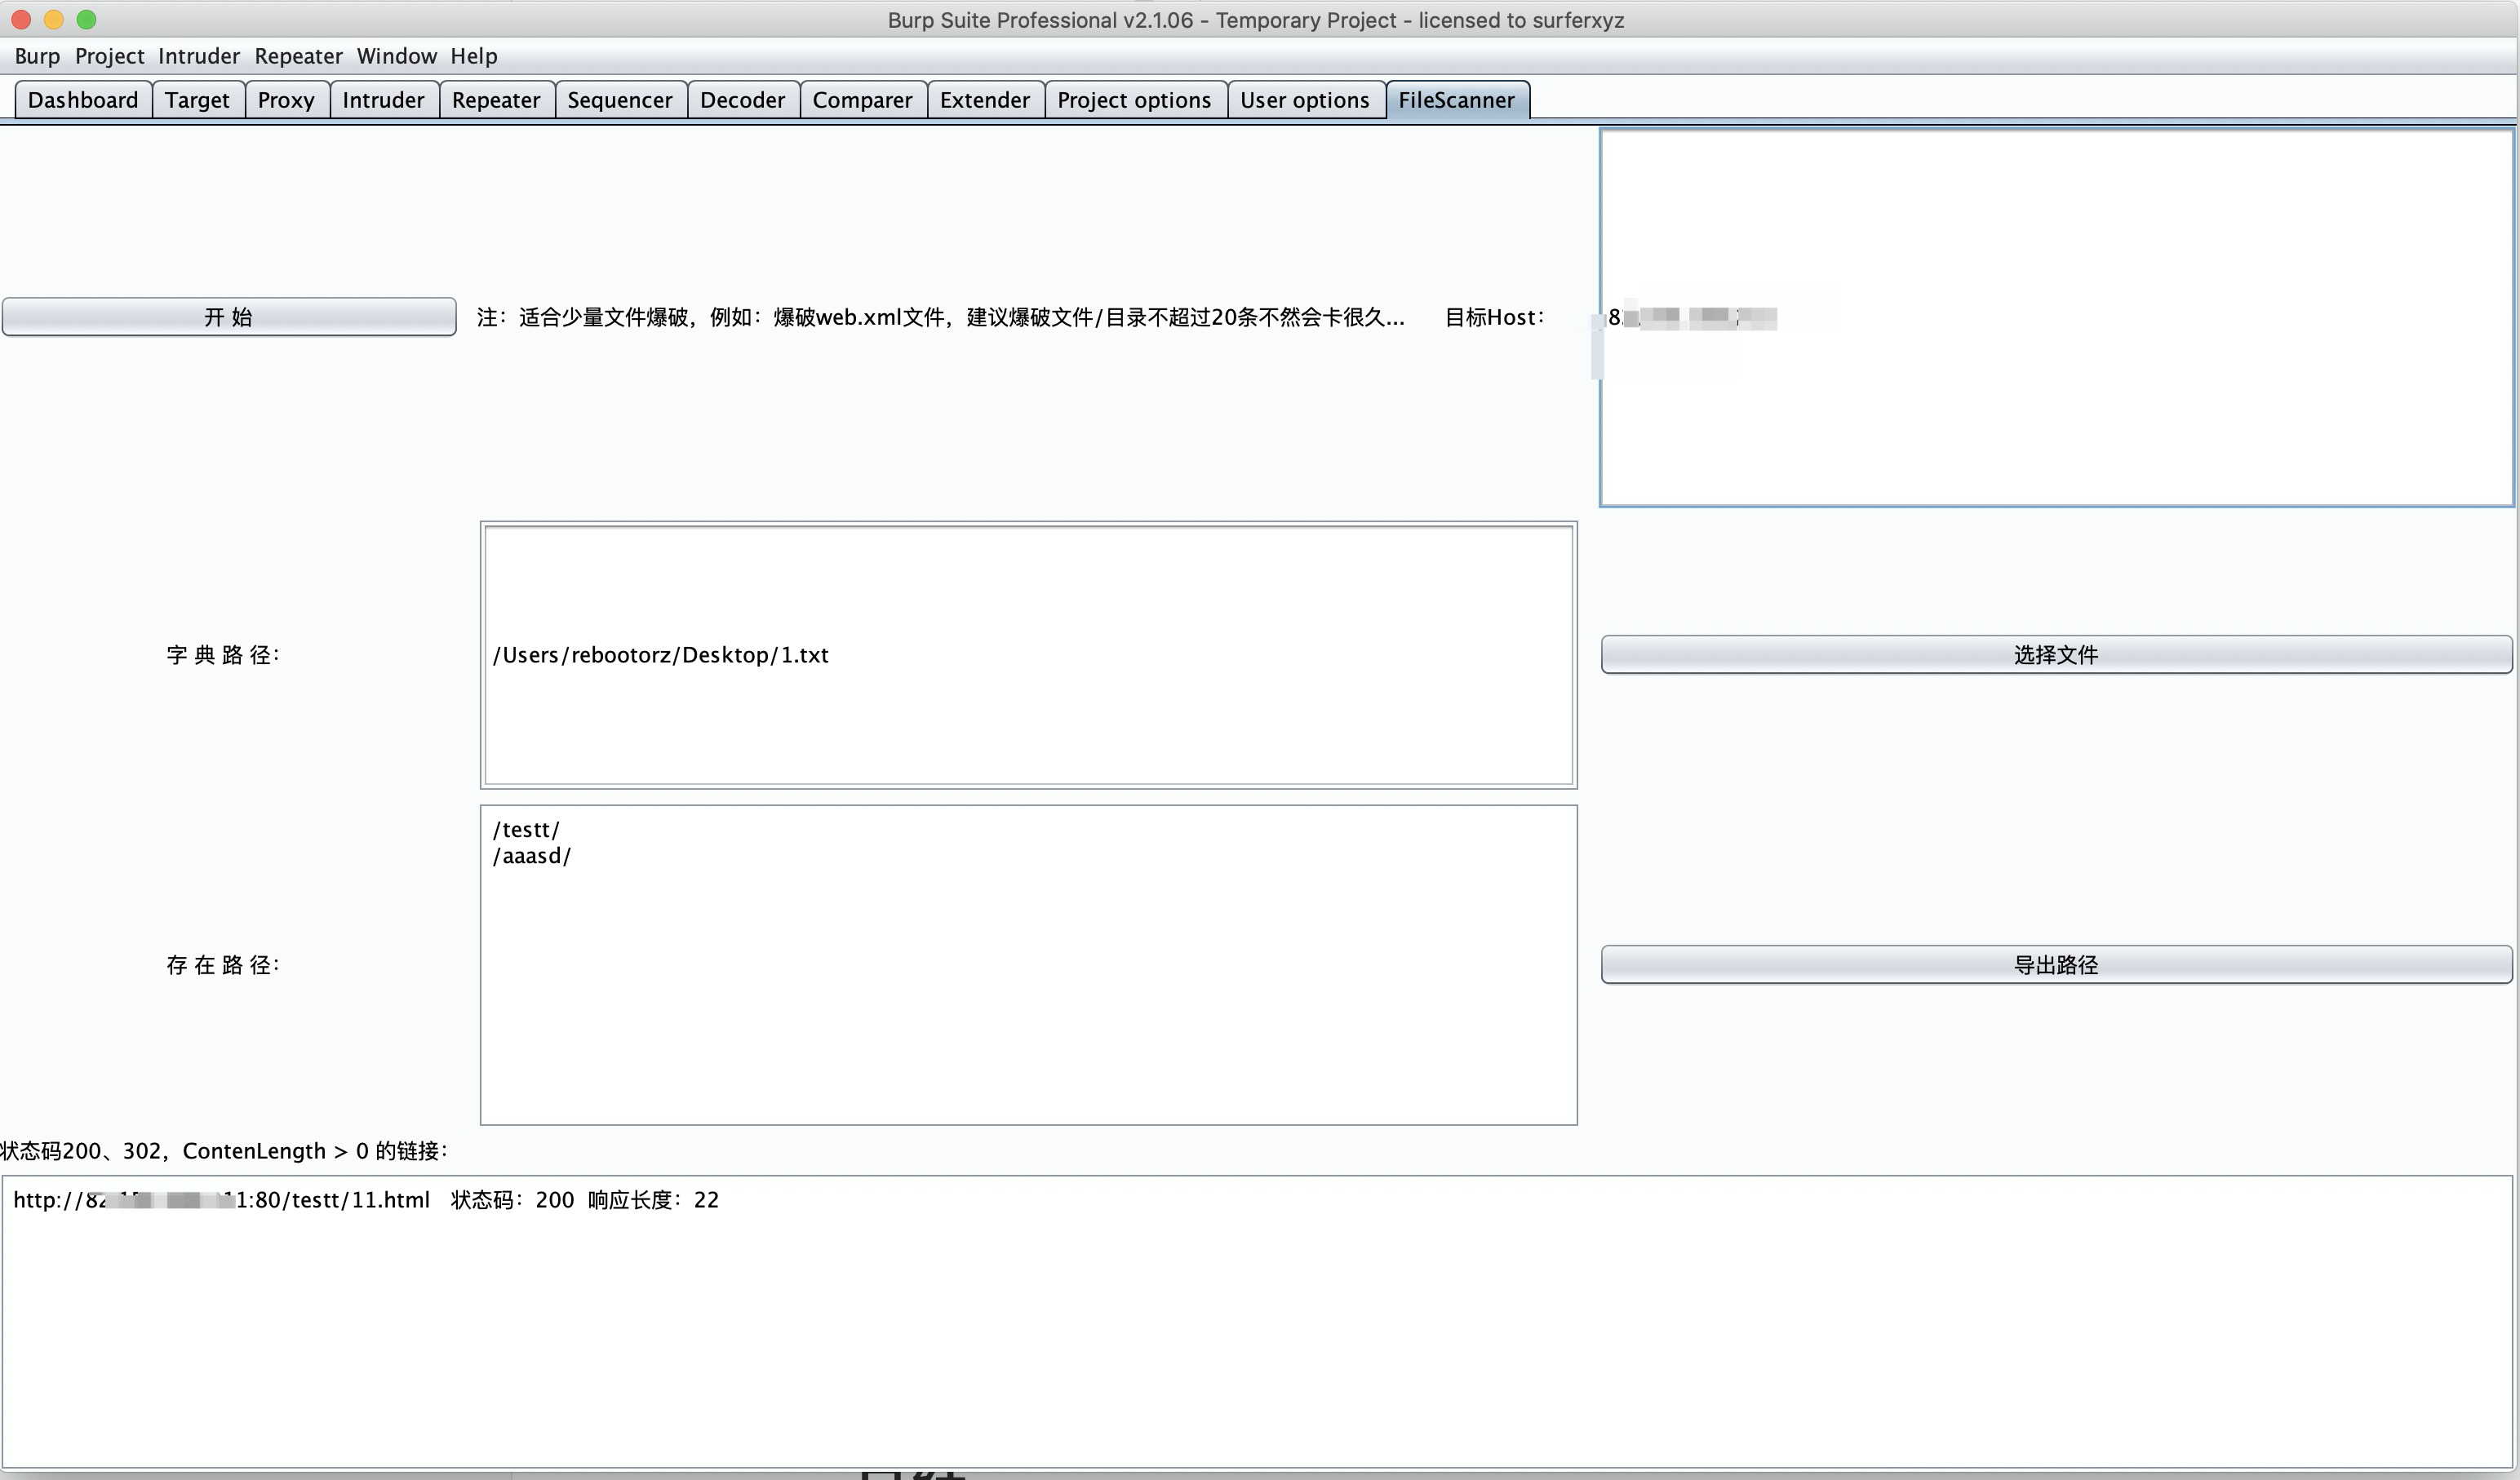 Burp Suite Professional v2.1.06 - Temporary Project - licensed to surferxyz
Burp Project Intruder Repeater Window Help
Dashboard Target Proxy Intruder Repeater Sequencer Decoder Comparer Extender Project options User options FileScanner
开 始 注：适合少量文件爆破，例如：爆破web.xml文件，建议爆破文件/目录不超过20条不然会卡很久... 目标Host： 8
字 典 路 径： /Users/rebootorz/Desktop/1.txt 选择文件
/testt/
/aaasd/
存 在 路 径： 导出路径
状态码200、302，ContenLength > 0 的链接：
http://82 1:80/testt/11.html 状态码：200 响应长度：22